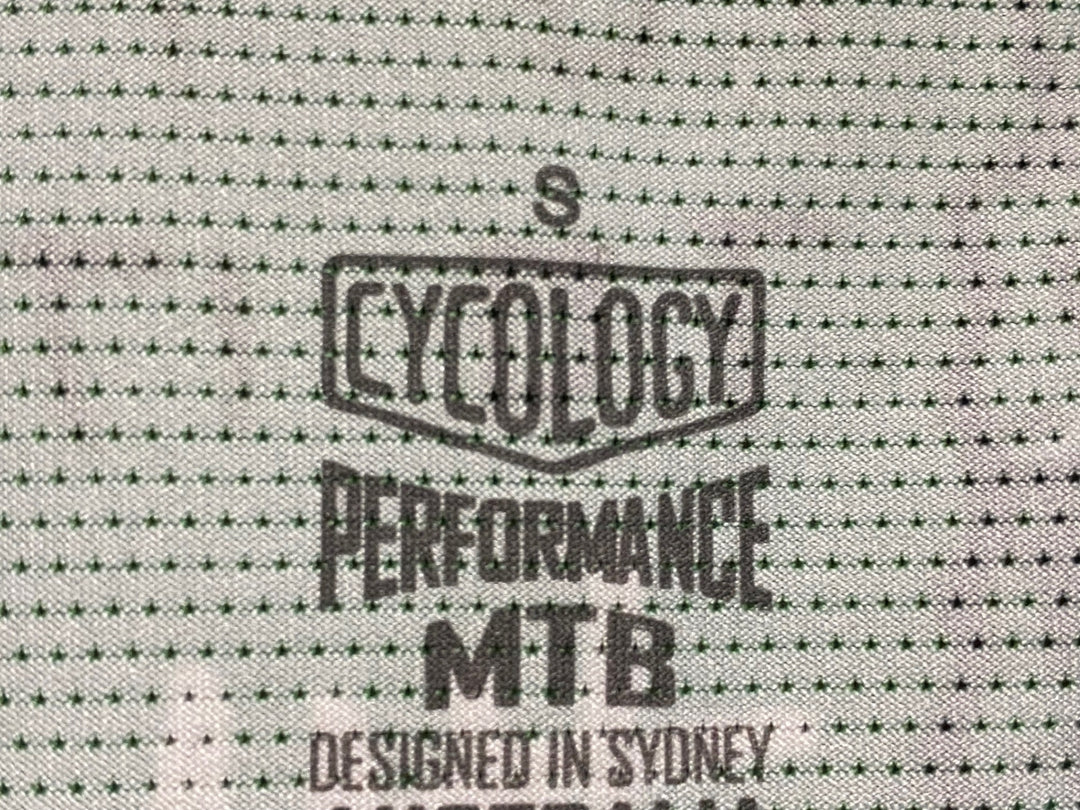 S
CYCOLOGY
PERFORMANCE
MTB
DESIGNED IN SYDNEY